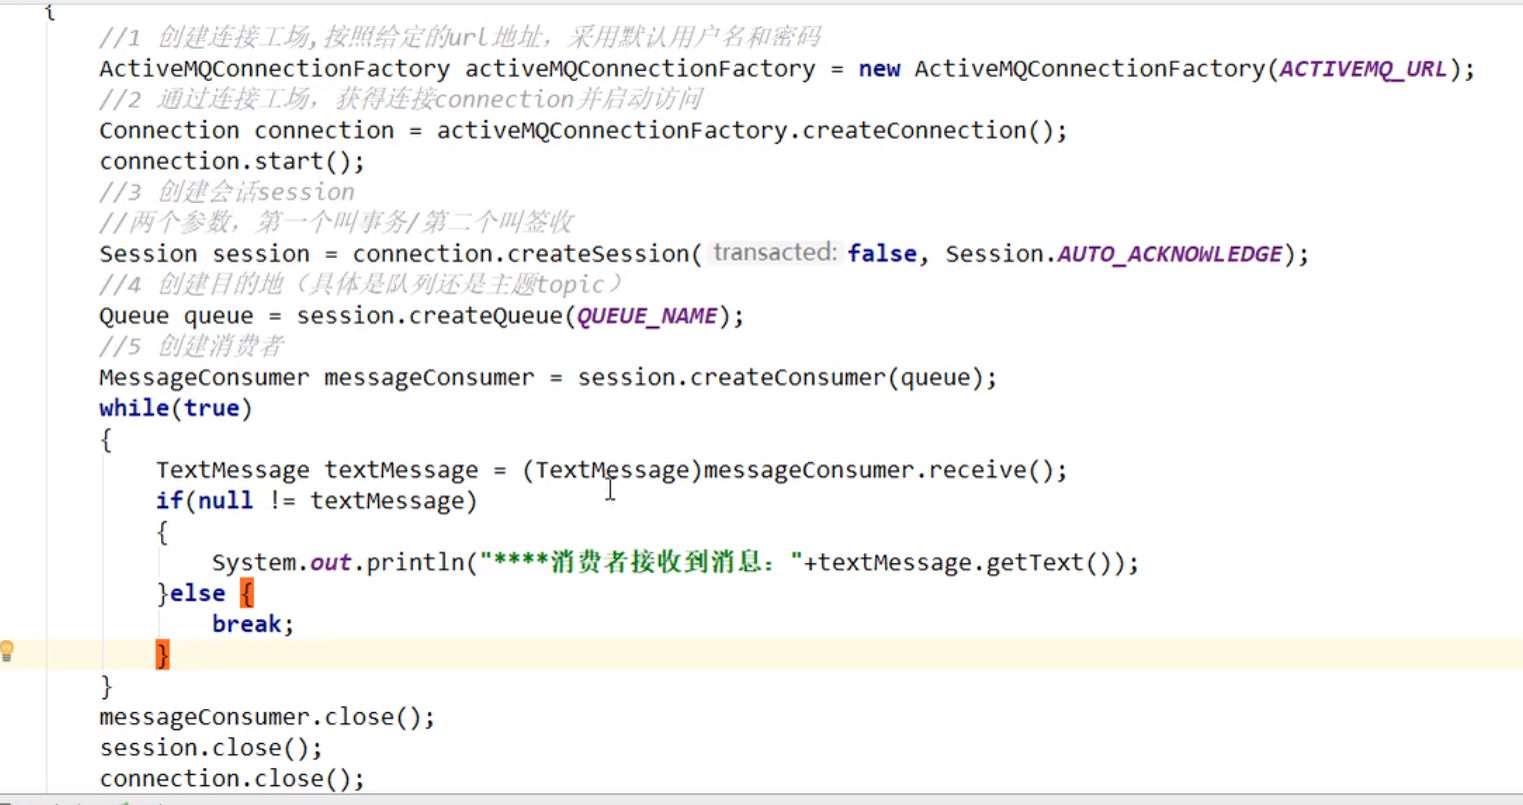 {
//1 创建连接工场,按照给定的url地址，采用默认用户名和密码
ActiveMQConnectionFactory activeMQConnectionFactory = new ActiveMQConnectionFactory(ACTIVEMQ_URL);
//2 通过连接工场，获得连接connection并启动访问
Connection connection = activeMQConnectionFactory.createConnection();
connection.start();
//3 创建会话session
//两个参数，第一个叫事务/第二个叫签收
Session session = connection.createSession( transacted: false, Session.AUTO_ACKNOWLEDGE);
//4 创建目的地（具体是队列还是主题topic）
Queue queue = session.createQueue(QUEUE_NAME);
//5 创建消费者
MessageConsumer messageConsumer = session.createConsumer(queue);
while(true)
{
TextMessage textMessage = (TextMessage)messageConsumer.receive();
if(null != textMessage)
{
System.out.println("****消费者接收到消息："+textMessage.getText());
}else {
break;
}
}
messageConsumer.close();
session.close();
connection.close();